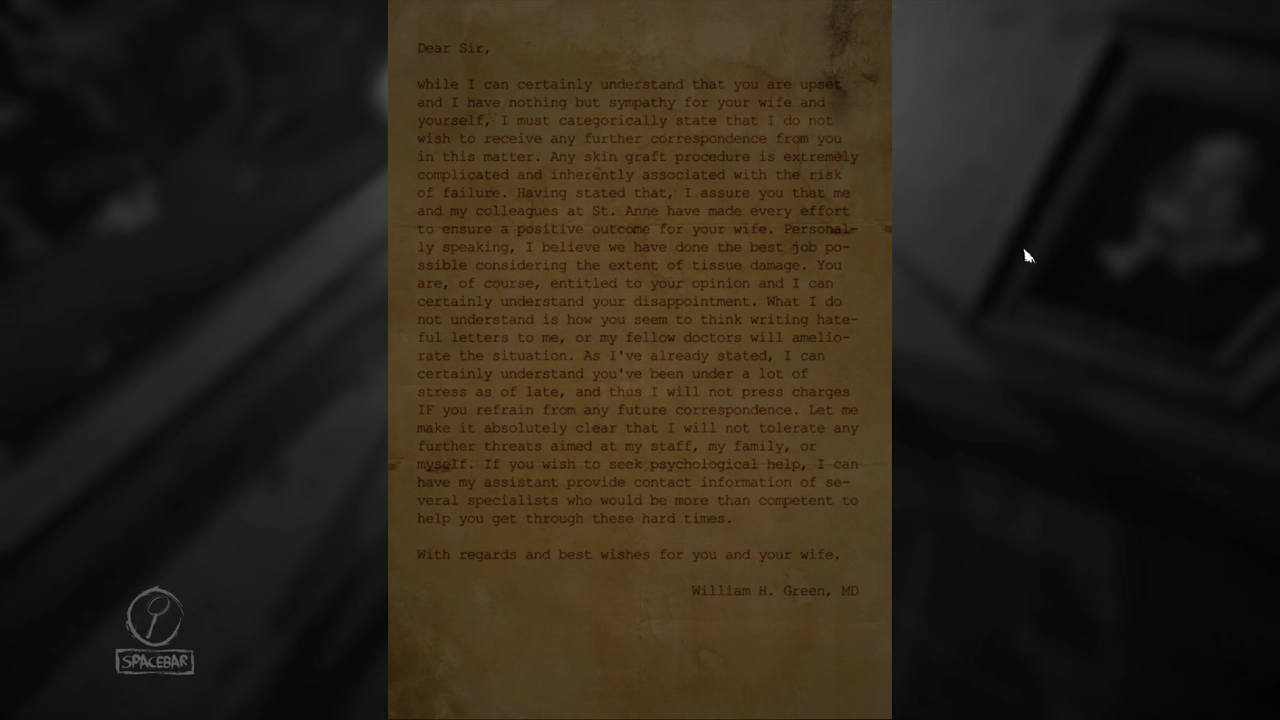 Dear Sir,
while I can certainly understand that you are upset
and I have nothing but sympathy for your wife and
yourself, I must categorically state that I do not
wish to receive any further correspondence from you
in this matter. Any skin graft procedure is extremely
complicated and inherently associated with the risk
of failure. Having stated that, I assure you that me
and my colleagues at St. Anne have made every effort
to ensure a positive outcome for your wife. Personal-
ly speaking, I believe we have done the best job po-
ssible considering the extent of tissue damage. You
are, of course, entitled to your opinion and I can
certainly understand your disappointment. What I do
not understand is how you seem to think writing hate-
ful letters to me, or my fellow doctors will amelio-
rate the situation. As I've already stated, I can
certainly understand you've been under a lot of
stress as of late, and thus I will not press charges
IF you refrain from any future correspondence. Let me
make it absolutely clear that I will not tolerate any
further threats aimed at my staff, my family, or
myself. If you wish to seek psychological help, I can
have my assistant provide contact information of se-
veral specialists who would be more than competent to
help you get through these hard times.
With regards and best wishes for you and your wife.
William H. Green, MD
SPACEBAR